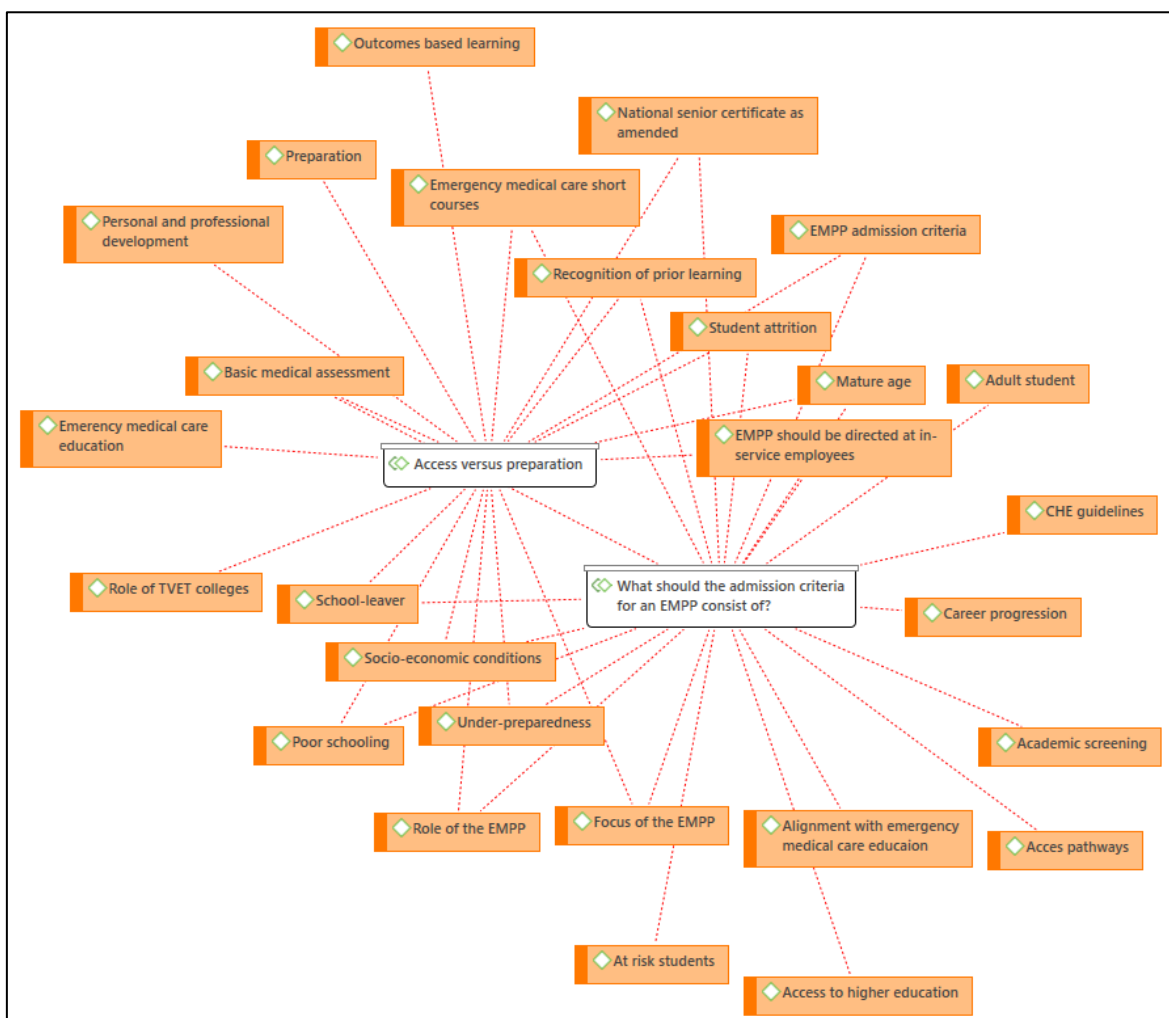 Outcomes based learning
National senior certificate as
amended
Preparation
Emergency medical care short
courses
Personal and professional
development
EMPP admission criteria
Recognition of prior learning
Student attrition
Basic medical assessment
Mature age
Adult student
Emerency medical care
education
EMPP should be directed at in-
service employees
Access versus preparation
CHE guidelines
Role of TVET colleges
School-leaver
What should the admission criteria
for an EMPP consist of?
Career progression
Socio-economic conditions
Under-preparedness
Poor schooling
Academic screening
Role of the EMPP
Focus of the EMPP
Alignment with emergency
medical care educaion
Acces pathways
At risk students
Access to higher education